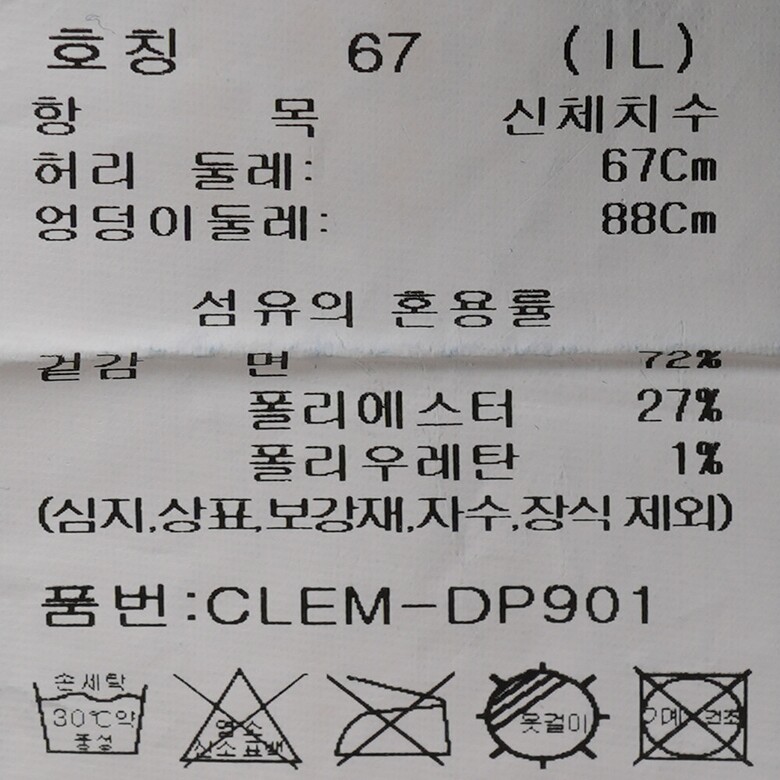 호칭 67 (1L)
항 목 신체치수
허리 둘레: 67Cm
엉덩이둘레: 88Cm
섬유의 혼용률
겉감 면 72%
폴리에스터 27%
폴리우레탄 1%
(심지,상표,보강재,자수,장식 제외)
품번:CLEM-DP901
손세탁
30℃약
중성
염소
산소표백
옷걸이
기계 건조